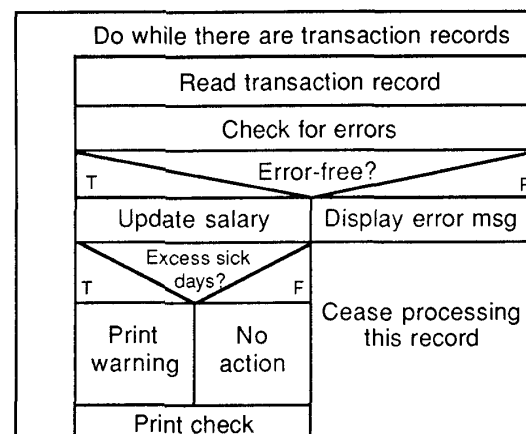 Do while there are transaction records
Read transaction record
Check for errors
Error-free?
T
Update salary
Display error msg
Excess sick
days?
T
F
Cease processing
this record
Print
warning
No
action
Print check